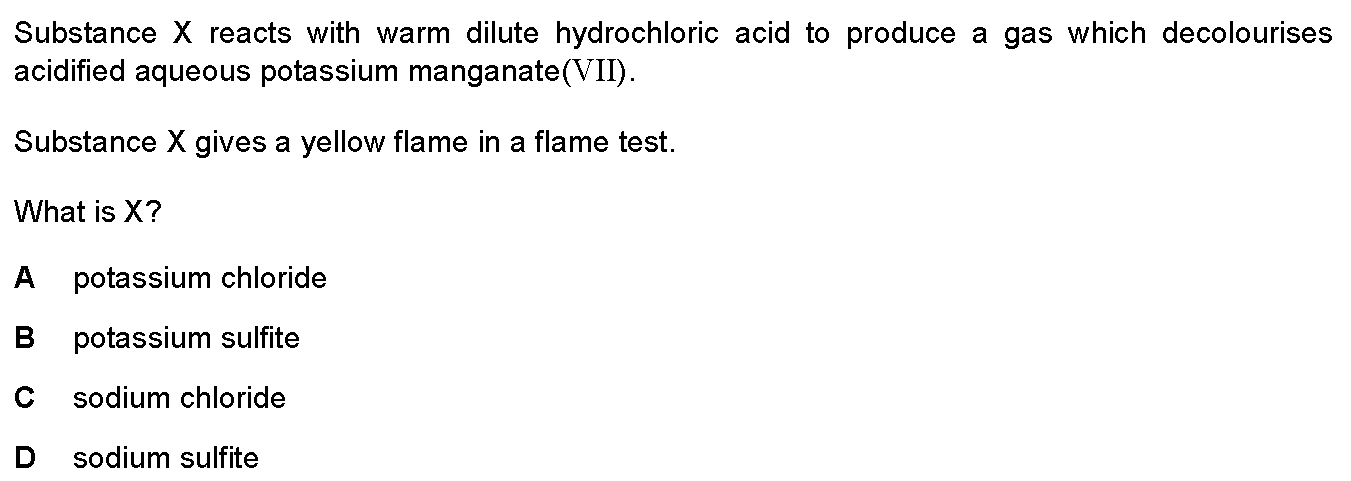 Substance X reacts with warm dilute hydrochloric acid to produce a gas which decolourises
acidified aqueous potassium manganate(VII).
Substance X gives a yellow flame in a flame test.
What is X?
A potassium chloride
B potassium sulfite
C sodium chloride
D sodium sulfite